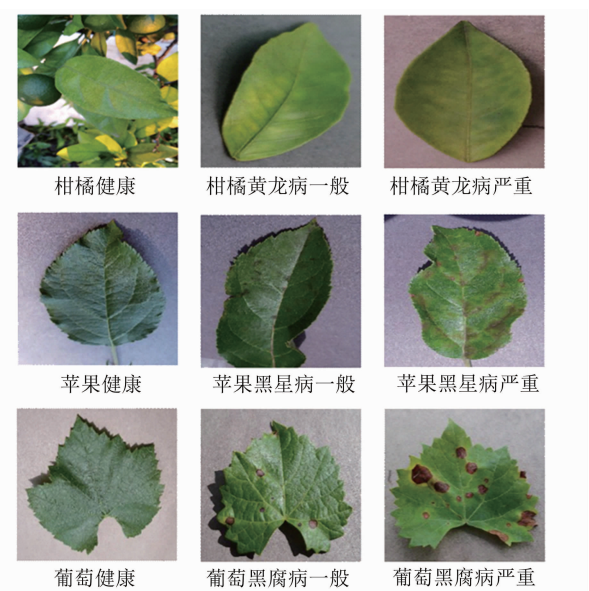 柑橘健康
柑橘黄龙病一般
柑橘黄龙病严重
苹果健康
苹果黑星病一般
苹果黑星病严重
葡萄健康
葡萄黑腐病一般
葡萄黑腐病严重